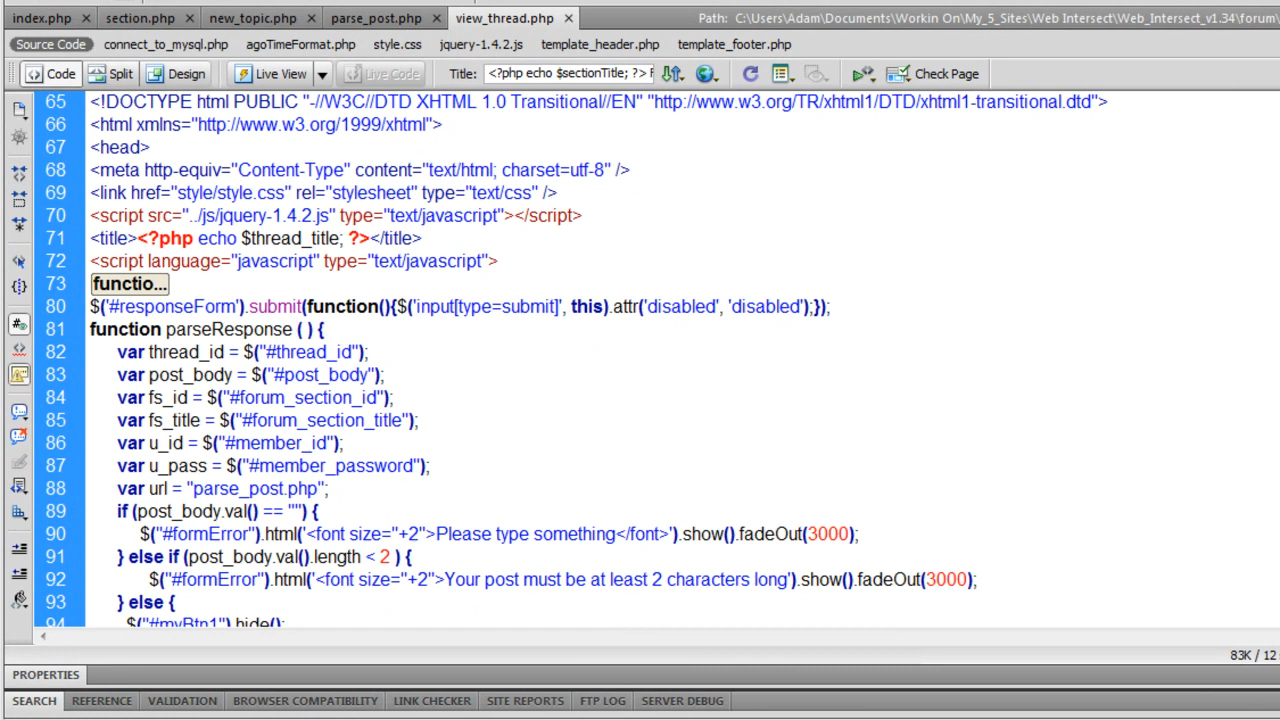 index.php × section.php × new_topic.php × parse_post.php × view_thread.php × Path: C:\Users\Adam\Documents\Workin On\My_5_Sites\Web Intersect\Web_Intersect_v1.34\forum\
Source Code connect_to_mysql.php agoTimeFormat.php style.css jquery-1.4.2.js template_header.php template_footer.php
Code Split Design Live View Live Code Title: <?php echo $sectionTitle; ?> F Check Page
65 <!DOCTYPE html PUBLIC "-//W3C//DTD XHTML 1.0 Transitional//EN" "http://www.w3.org/TR/xhtml1/DTD/xhtml1-transitional.dtd">
66 <html xmlns="http://www.w3.org/1999/xhtml">
67 <head>
68 <meta http-equiv="Content-Type" content="text/html; charset=utf-8" />
69 <link href="style/style.css" rel="stylesheet" type="text/css" />
70 <script src="../js/jquery-1.4.2.js" type="text/javascript"></script>
71 <title><?php echo $thread_title; ?></title>
72 <script language="javascript" type="text/javascript">
73 functio...
80 $('#responseForm').submit(function(){$('input[type=submit]', this).attr('disabled', 'disabled');});
81 function parseResponse ( ) {
82 var thread_id = $("#thread_id");
83 var post_body = $("#post_body");
84 var fs_id = $("#forum_section_id");
85 var fs_title = $("#forum_section_title");
86 var u_id = $("#member_id");
87 var u_pass = $("#member_password");
88 var url = "parse_post.php";
89 if (post_body.val() == "") {
90 $("#formError").html('<font size="+2">Please type something</font>').show().fadeOut(3000);
91 } else if (post_body.val().length < 2 ) {
92 $("#formError").html('<font size="+2">Your post must be at least 2 characters long').show().fadeOut(3000);
93 } else {
94 $("#myBtn1").hide();
83K / 12
PROPERTIES
SEARCH REFERENCE VALIDATION BROWSER COMPATIBILITY LINK CHECKER SITE REPORTS FTP LOG SERVER DEBUG